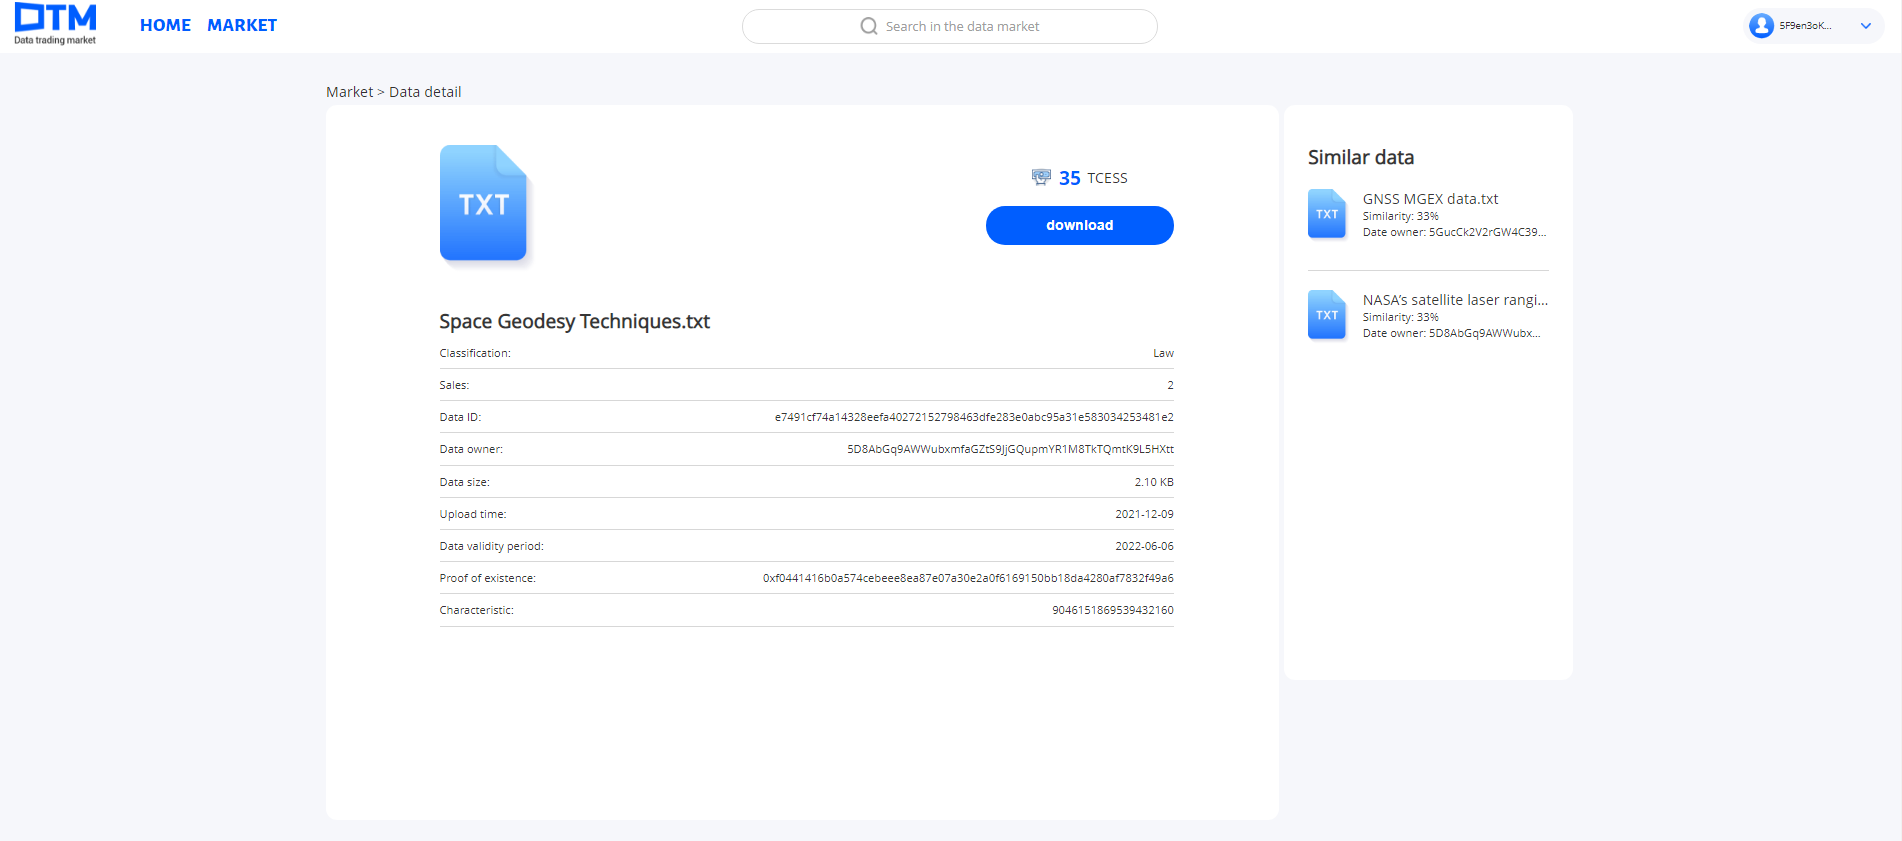 DTM
Data trading market
HOME MARKET
Search in the data market
5F9en3oK...
Market > Data detail
TXT
35 TCESS
download
Space Geodesy Techniques.txt
Classification: Law
Sales: 2
Data ID: e7491cf74a14328eefa40272152798463dfe283e0abc95a31e583034253481e2
Data owner: 5D8AbGq9AWWubxmfaGZtS9JjGQupmYR1M8TkTQmtK9L5HXtt
Data size: 2.10 KB
Upload time: 2021-12-09
Data validity period: 2022-06-06
Proof of existence: 0xf0441416b0a574cebeee8ea87e07a30e2a0f6169150bb18da4280af7832f49a6
Characteristic: 9046151869539432160
Similar data
TXT
GNSS MGEX data.txt
Similarity: 33%
Date owner: 5GucCk2V2rGW4C39...
TXT
NASA’s satellite laser rangi...
Similarity: 33%
Date owner: 5D8AbGq9AWWubx...